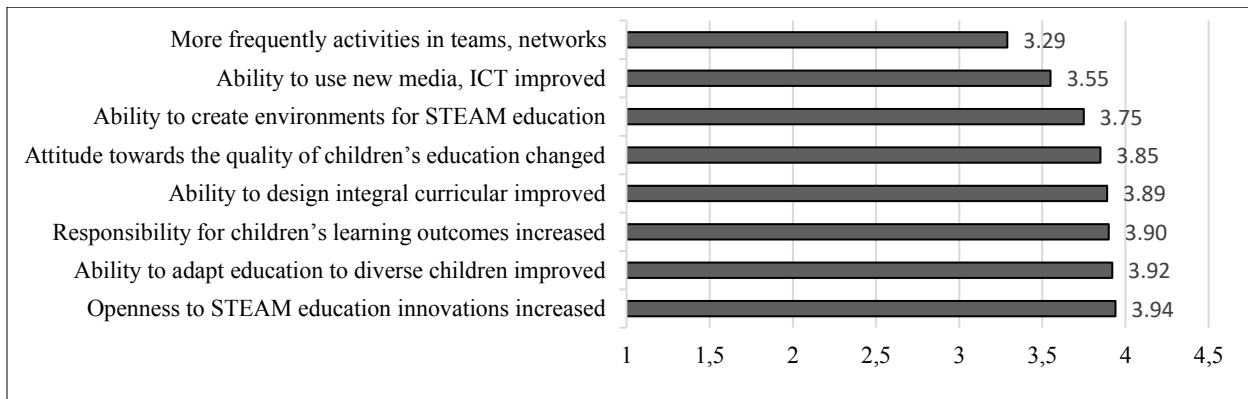 More frequently activities in teams, networks 3.29
Ability to use new media, ICT improved 3.55
Ability to create environments for STEAM education 3.75
Attitude towards the quality of children’s education changed 3.85
Ability to design integral curricular improved 3.89
Responsibility for children’s learning outcomes increased 3.90
Ability to adapt education to diverse children improved 3.92
Openness to STEAM education innovations increased 3.94
1 1,5 2 2,5 3 3,5 4 4,5